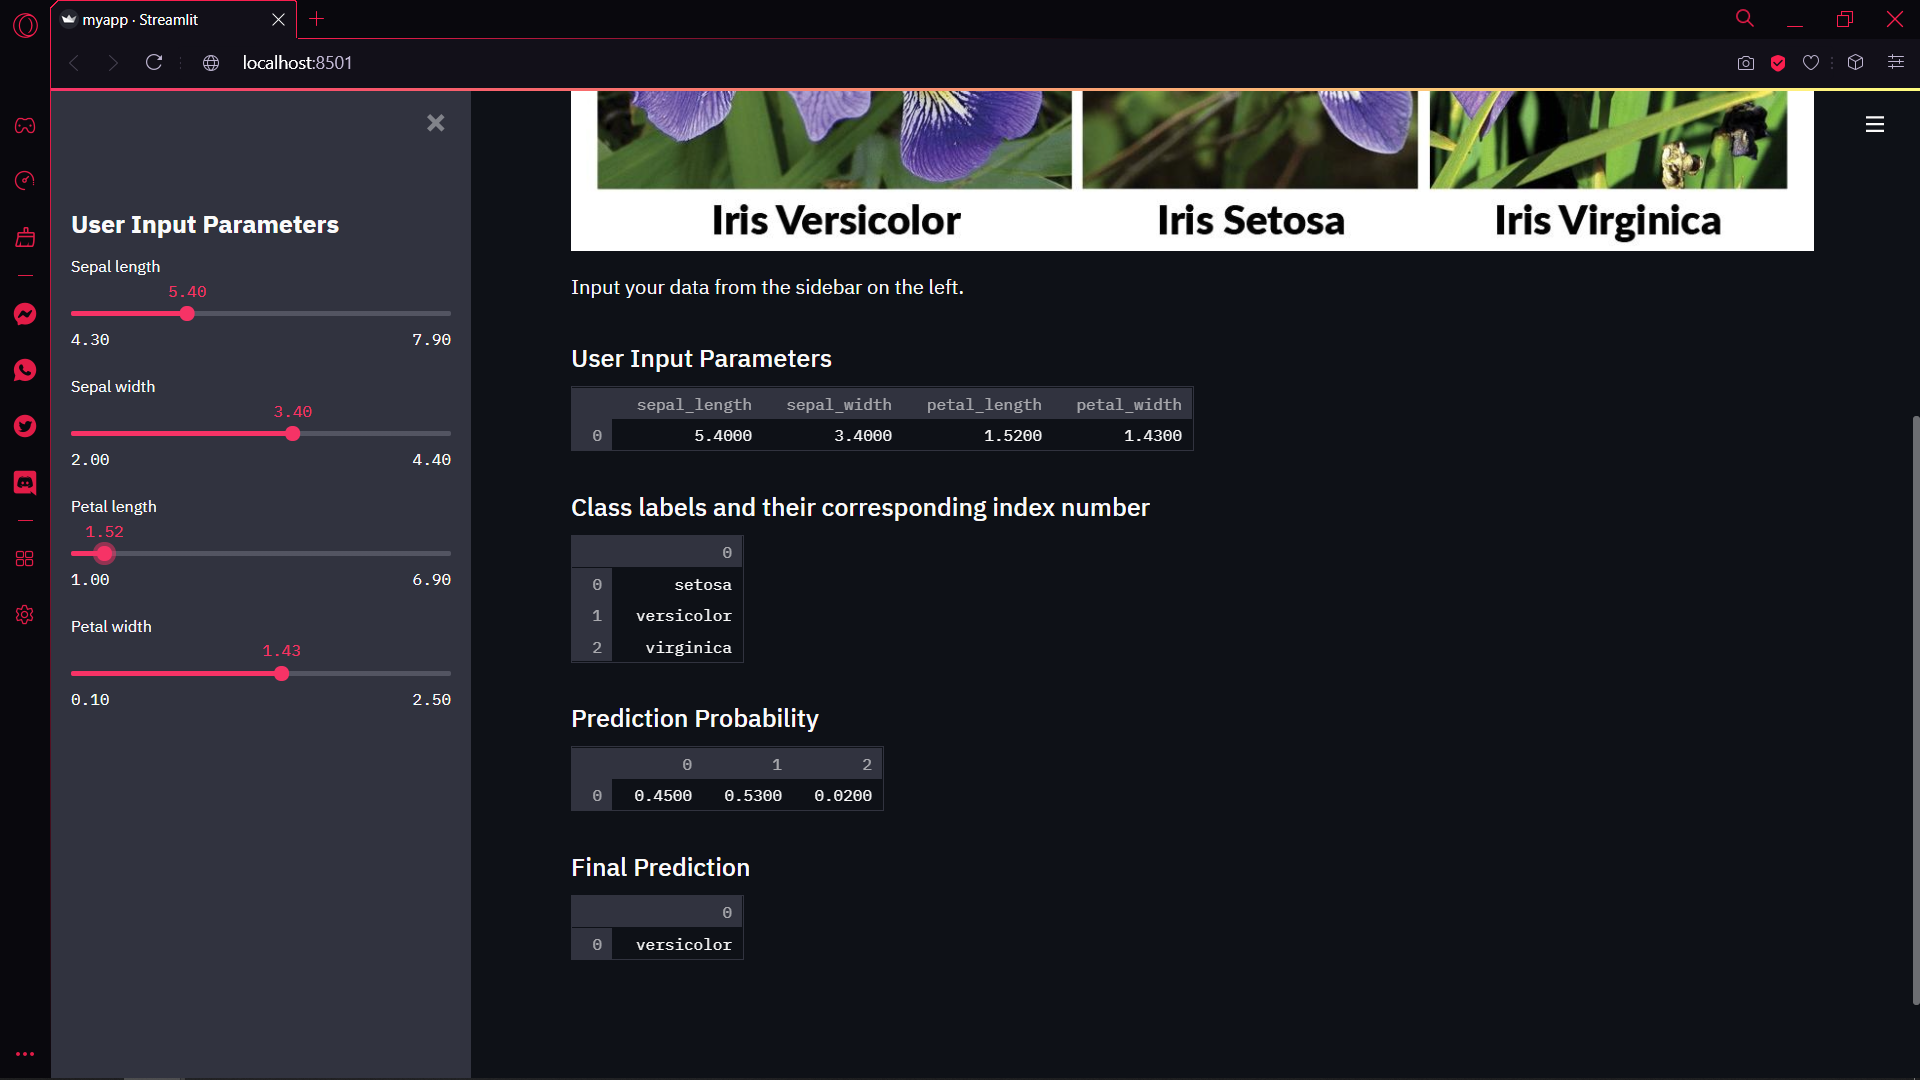 myapp · Streamlit
localhost:8501
User Input Parameters
Sepal length
5.40
4.30 7.90
Sepal width
3.40
2.00 4.40
Petal length
1.52
1.00 6.90
Petal width
1.43
0.10 2.50
Iris Versicolor Iris Setosa Iris Virginica
Input your data from the sidebar on the left.
User Input Parameters
sepal_length sepal_width petal_length petal_width
0 5.4000 3.4000 1.5200 1.4300
Class labels and their corresponding index number
0
0 setosa
1 versicolor
2 virginica
Prediction Probability
0 1 2
0 0.4500 0.5300 0.0200
Final Prediction
0
0 versicolor